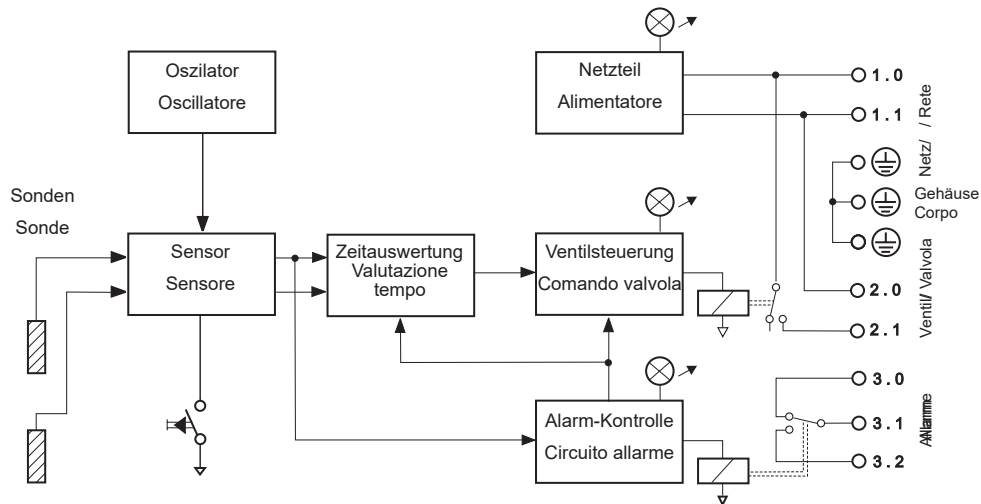 Oszilator
Oscillatore
Netzteil
Alimentatore
1.0
1.1
Netz/ / Rete
Gehäuse
Corpo
Sonden
Sonde
Sensor
Sensore
Zeitauswertung
Valutazione
tempo
Ventilsteuerung
Comando valvola
2.0
2.1
Ventil/ Valvola
Alarm-Kontrolle
Circuito allarme
3.0
3.1
3.2